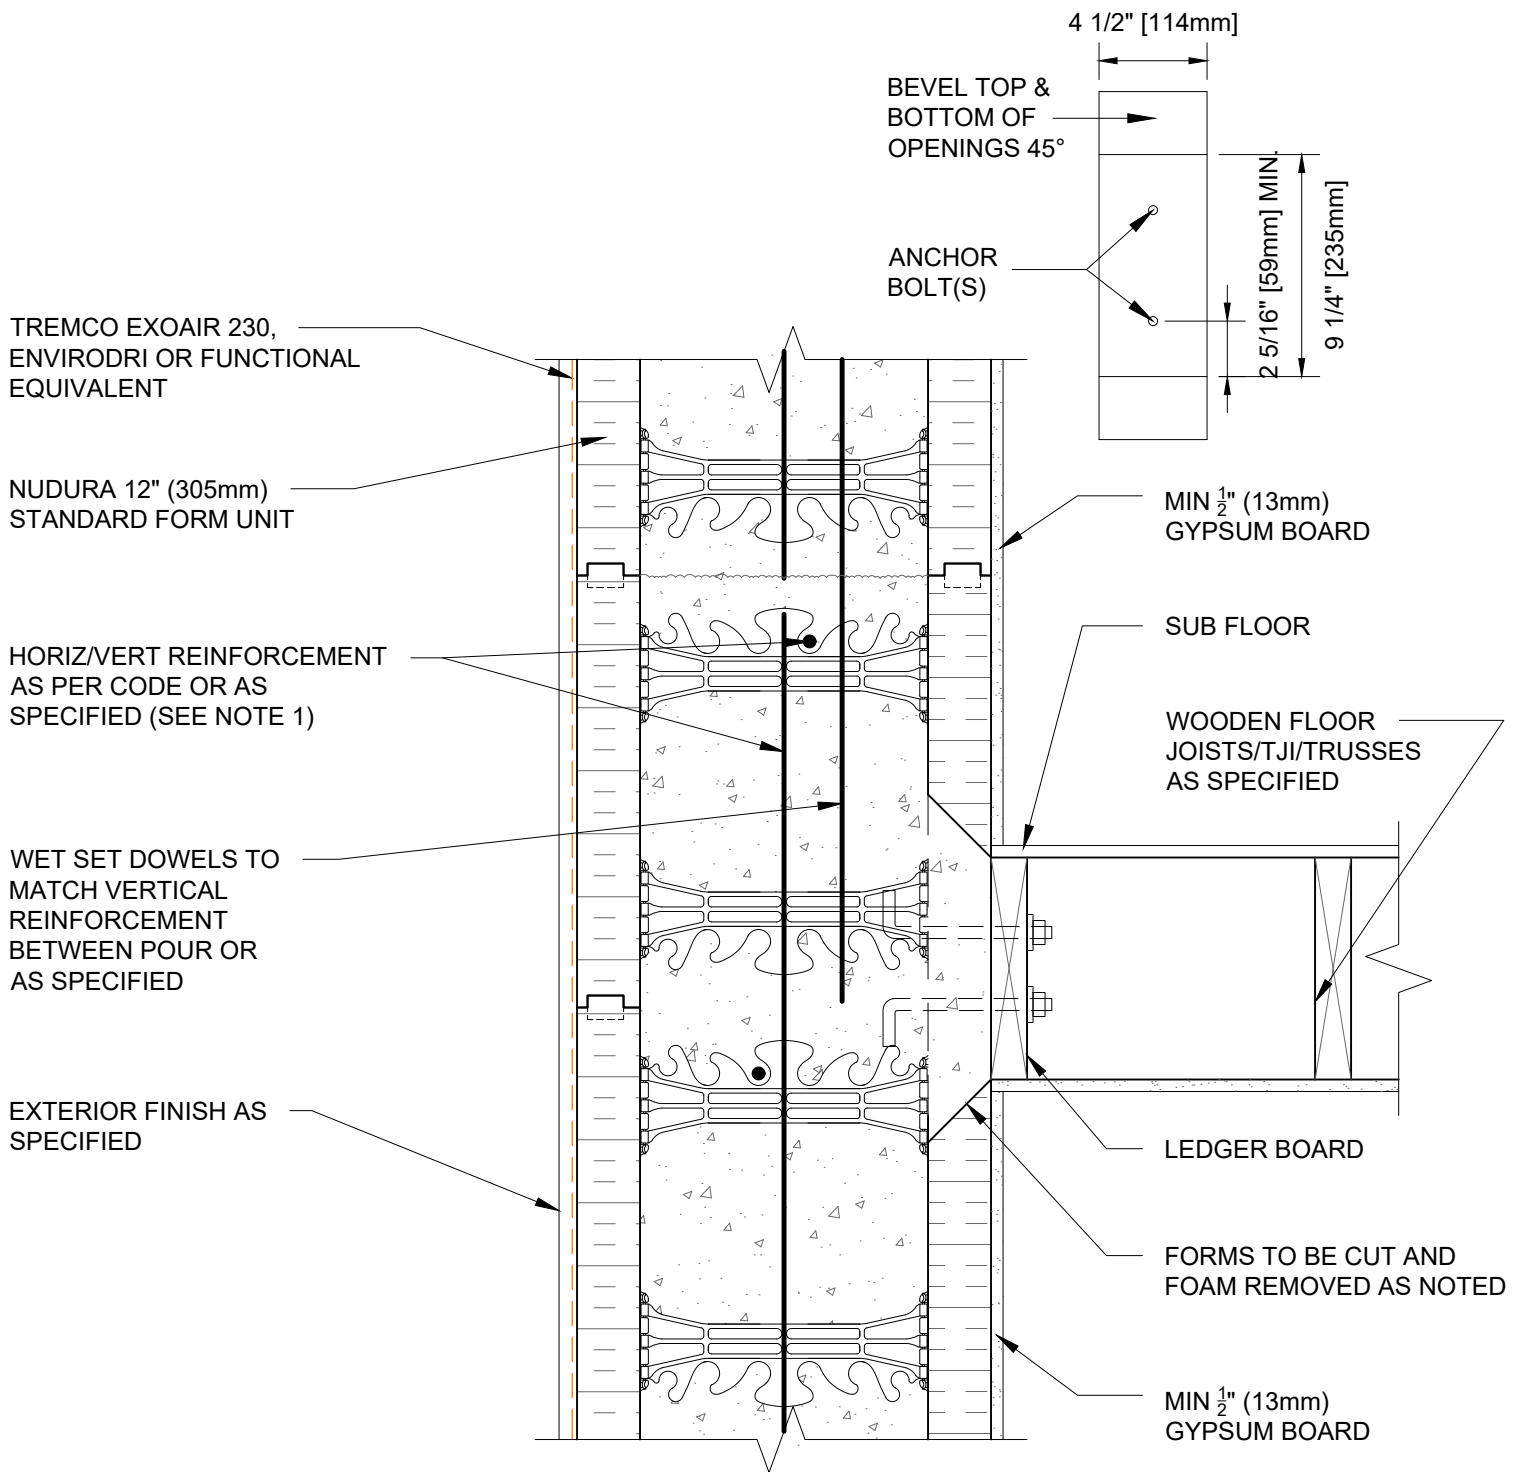 4 1/2" [114mm]
BEVEL TOP &
BOTTOM OF
OPENINGS 45°
ANCHOR
BOLT(S)
2 5/16" [59mm] MIN.
9 1/4" [235mm]
TREMCO EXOAIR 230,
ENVIRODRI OR FUNCTIONAL
EQUIVALENT
NUDURA 12" (305mm)
STANDARD FORM UNIT
HORIZ/VERT REINFORCEMENT
AS PER CODE OR AS
SPECIFIED (SEE NOTE 1)
WET SET DOWELS TO
MATCH VERTICAL
REINFORCEMENT
BETWEEN POUR OR
AS SPECIFIED
EXTERIOR FINISH AS
SPECIFIED
MIN 1/2" (13mm)
GYPSUM BOARD
SUB FLOOR
WOODEN FLOOR
JOISTS/TJI/TRUSSES
AS SPECIFIED
LEDGER BOARD
FORMS TO BE CUT AND
FOAM REMOVED AS NOTED
MIN 1/2" (13mm)
GYPSUM BOARD